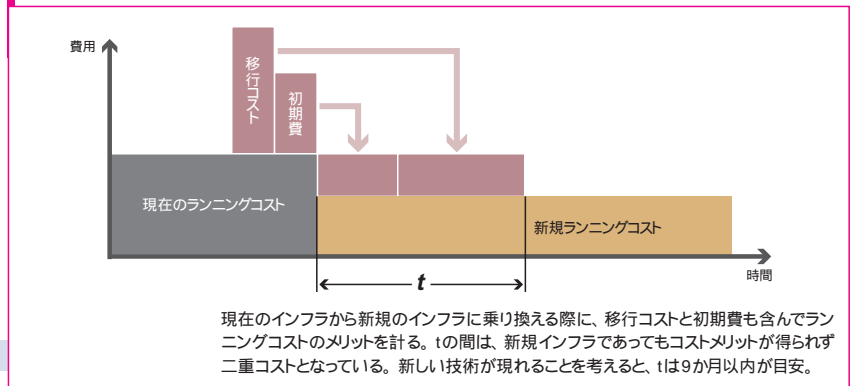 費用
移行コスト
初期費
現在のランニングコスト
新規ランニングコスト
時間
t
現在のインフラから新規のインフラに乗り換える際に、移行コストと初期費も含んでラン
ニングコストのメリットを計る。tの間は、新規インフラであってもコストメリットが得られず
二重コストとなっている。新しい技術が現れることを考えると、tは9か月以内が目安。